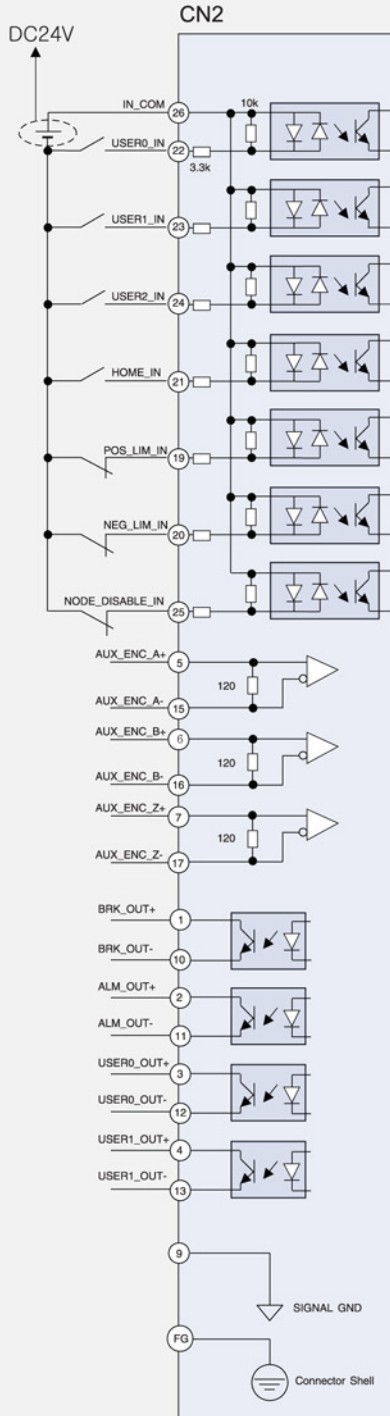 CN2
DC24V
IN_COM 26 10k
USER0_IN 22 3.3k
USER1_IN 23
USER2_IN 24
HOME_IN 21
POS_LIM_IN 19
NEG_LIM_IN 20
NODE_DISABLE_IN 25
AUX_ENC_A+ 5
120
AUX_ENC_A- 15
AUX_ENC_B+ 6
120
AUX_ENC_B- 16
AUX_ENC_Z+ 7
120
AUX_ENC_Z- 17
BRK_OUT+ 1
BRK_OUT- 10
ALM_OUT+ 2
ALM_OUT- 11
USER0_OUT+ 3
USER0_OUT- 12
USER1_OUT+ 4
USER1_OUT- 13
9
SIGNAL GND
FG
Connector Shell